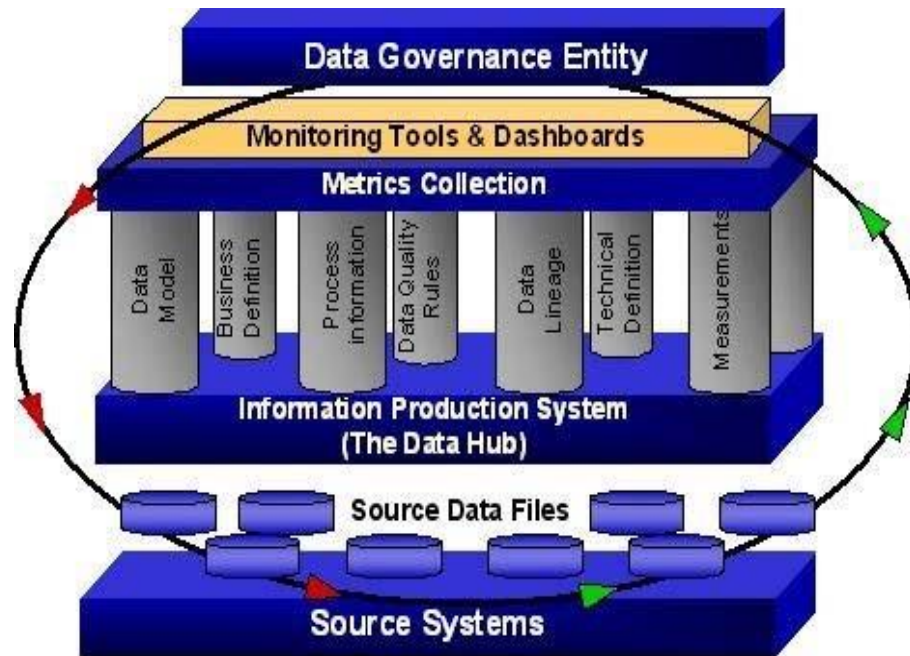 Data Governance Entity
Monitoring Tools & Dashboards
Metrics Collection
Data
Model
Business
Definition
Process
information
Data Quality
Rules
Data
Lineage
Technical
Definition
Measurements
Information Production System
(The Data Hub)
Source Data Files
Source Systems